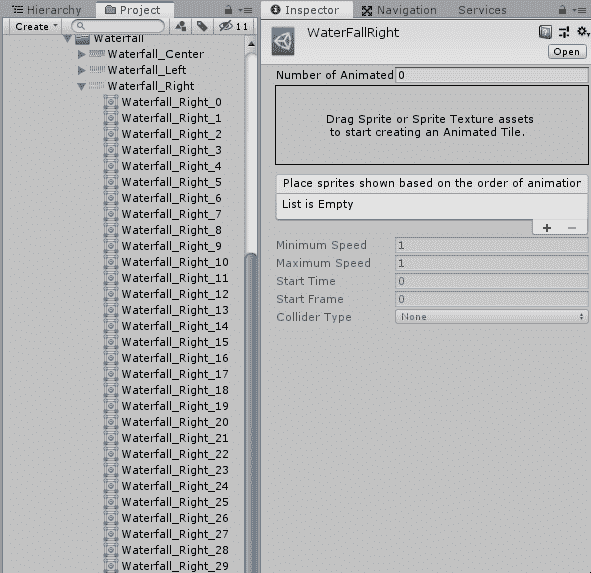 Hierarchy
Project
Create
11
Waterfall
Waterfall_Center
Waterfall_Left
Waterfall_Right
Waterfall_Right_0
Waterfall_Right_1
Waterfall_Right_2
Waterfall_Right_3
Waterfall_Right_4
Waterfall_Right_5
Waterfall_Right_6
Waterfall_Right_7
Waterfall_Right_8
Waterfall_Right_9
Waterfall_Right_10
Waterfall_Right_11
Waterfall_Right_12
Waterfall_Right_13
Waterfall_Right_14
Waterfall_Right_15
Waterfall_Right_16
Waterfall_Right_17
Waterfall_Right_18
Waterfall_Right_19
Waterfall_Right_20
Waterfall_Right_21
Waterfall_Right_22
Waterfall_Right_23
Waterfall_Right_24
Waterfall_Right_25
Waterfall_Right_26
Waterfall_Right_27
Waterfall_Right_28
Waterfall_Right_29
Inspector
Navigation
Services
WaterFallRight
Open
Number of Animated 0
Drag Sprite or Sprite Texture assets
to start creating an Animated Tile.
Place sprites shown based on the order of animation
List is Empty
+ −
Minimum Speed 1
Maximum Speed 1
Start Time 0
Start Frame 0
Collider Type None